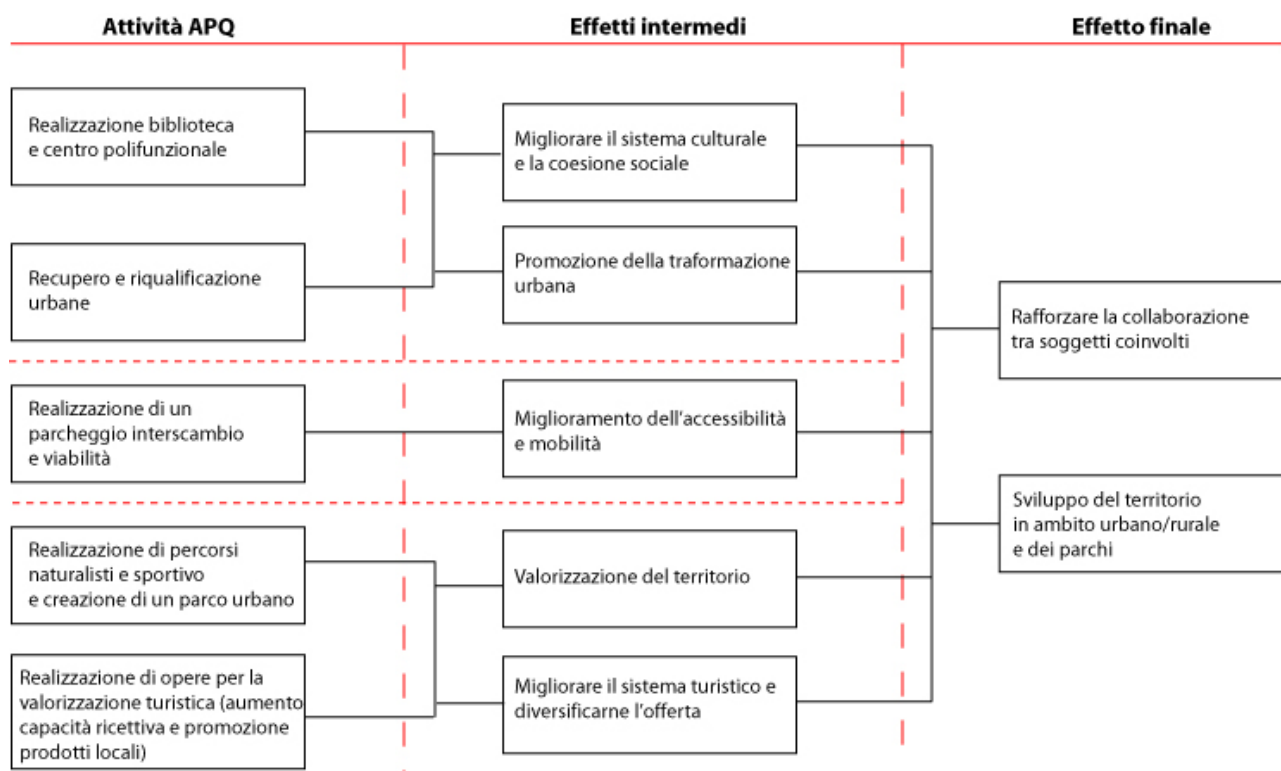 Attività APQ
Effetti intermedi
Effetto finale
Realizzazione biblioteca
e centro polifunzionale
Migliorare il sistema culturale
e la coesione sociale
Recupero e riqualificazione
urbane
Promozione della traformazione
urbana
Rafforzare la collaborazione
tra soggetti coinvolti
Realizzazione di un
parcheggio interscambio
e viabilità
Miglioramento dell'accessibilità
e mobilità
Sviluppo del territorio
in ambito urbano/rurale
e dei parchi
Realizzazione di percorsi
naturalisti e sportivo
e creazione di un parco urbano
Valorizzazione del territorio
Realizzazione di opere per la
valorizzazione turistica (aumento
capacità ricettiva e promozione
prodotti locali)
Migliorare il sistema turistico e
diversificarne l'offerta